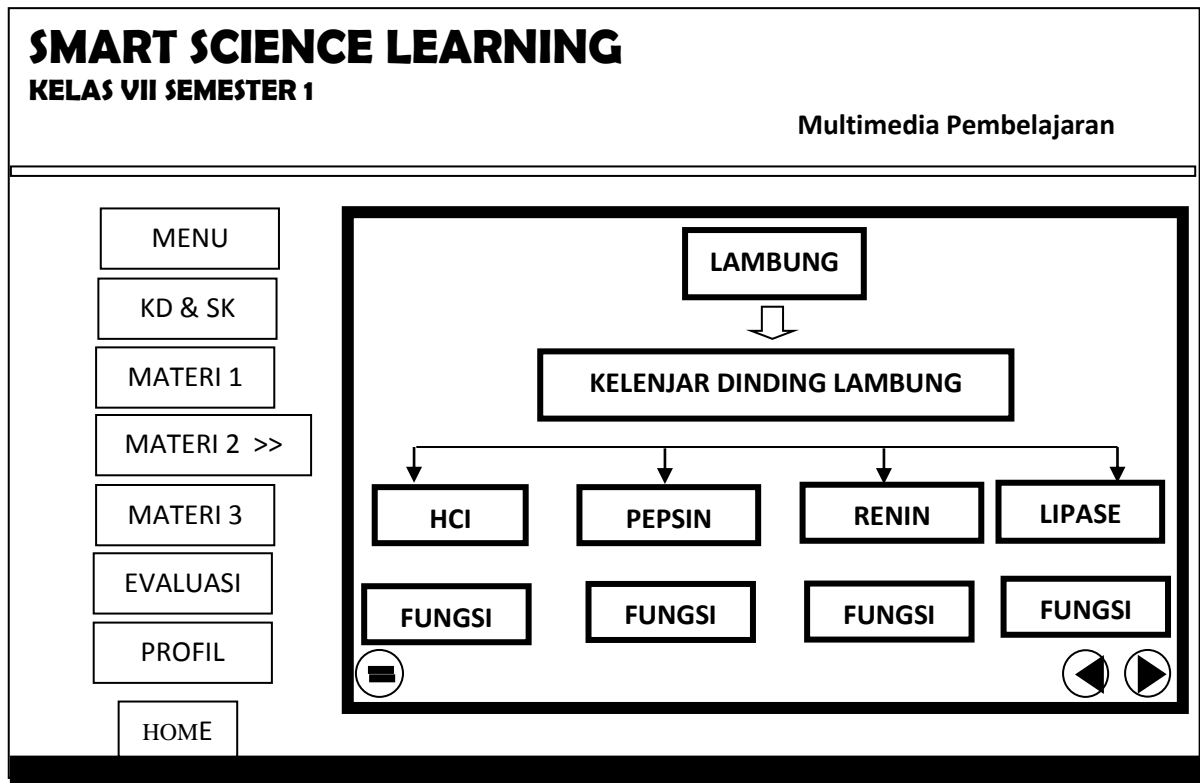 SMART SCIENCE LEARNING
KELAS VII SEMESTER 1
Multimedia Pembelajaran
MENU
KD & SK
MATERI 1
MATERI 2 >>
MATERI 3
EVALUASI
PROFIL
HOME
LAMBUNG
KELENJAR DINDING LAMBUNG
HCI PEPSIN RENIN LIPASE
FUNGSI FUNGSI FUNGSI FUNGSI